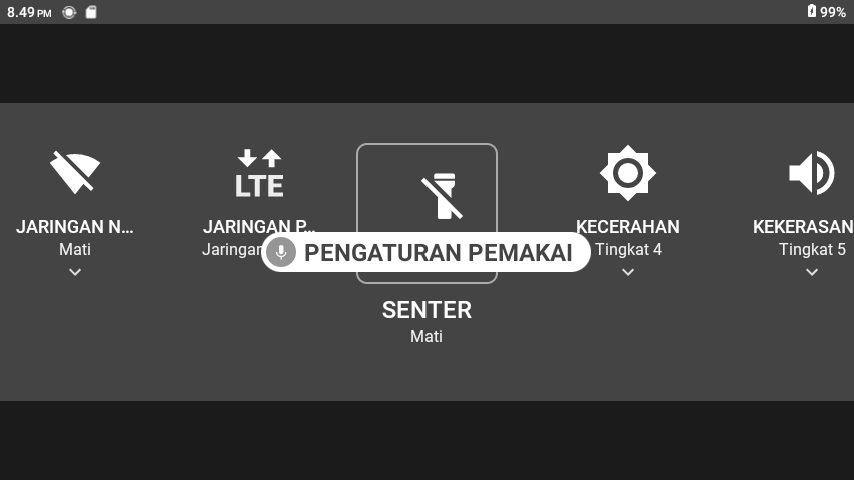 8.49 PM
99%
JARINGAN N...
Mati
LTE
JARINGAN P...
Jaringan
PENGATURAN PEMAKAI
SENTER
Mati
KECERAHAN
Tingkat 4
KEKERASAN
Tingkat 5